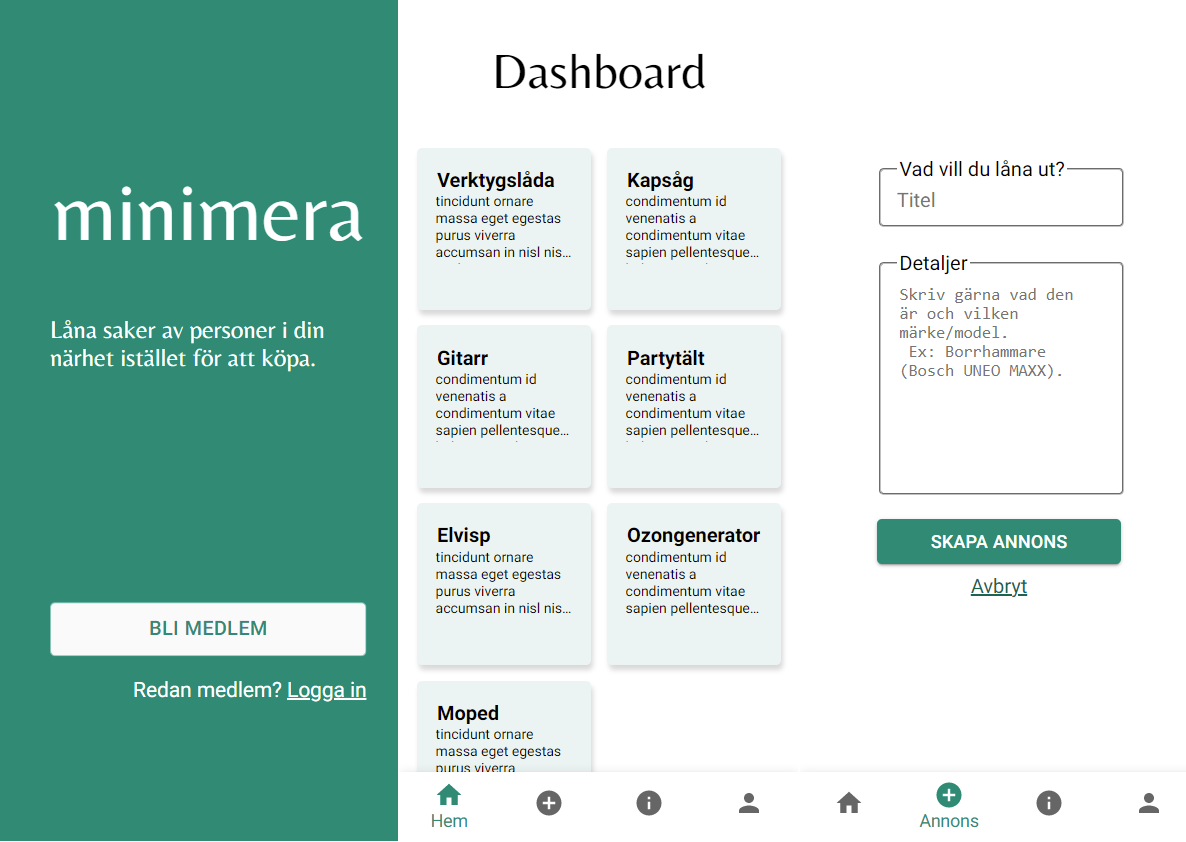 minimera
Låna saker av personer i din
närhet istället för att köpa.
BLI MEDLEM
Redan medlem? Logga in
Dashboard
Verktygslåda
tincidunt ornare
massa eget egestas
purus viverra
accumsan in nisl nis...
Kapsåg
condimentum id
venenatis a
condimentum vitae
sapien pellentesque...
Gitarr
condimentum id
venenatis a
condimentum vitae
sapien pellentesque...
Partytält
condimentum id
venenatis a
condimentum vitae
sapien pellentesque...
Elvisp
tincidunt ornare
massa eget egestas
purus viverra
accumsan in nisl nis...
Ozongenerator
condimentum id
venenatis a
condimentum vitae
sapien pellentesque...
Moped
tincidunt ornare
massa eget egestas
purus viverra
Hem
Vad vill du låna ut?
Titel
Detaljer
Skriv gärna vad den
är och vilken
märke/model.
Ex: Borrhammare
(Bosch UNEO MAXX).
SKAPA ANNONS
Avbryt
Annons